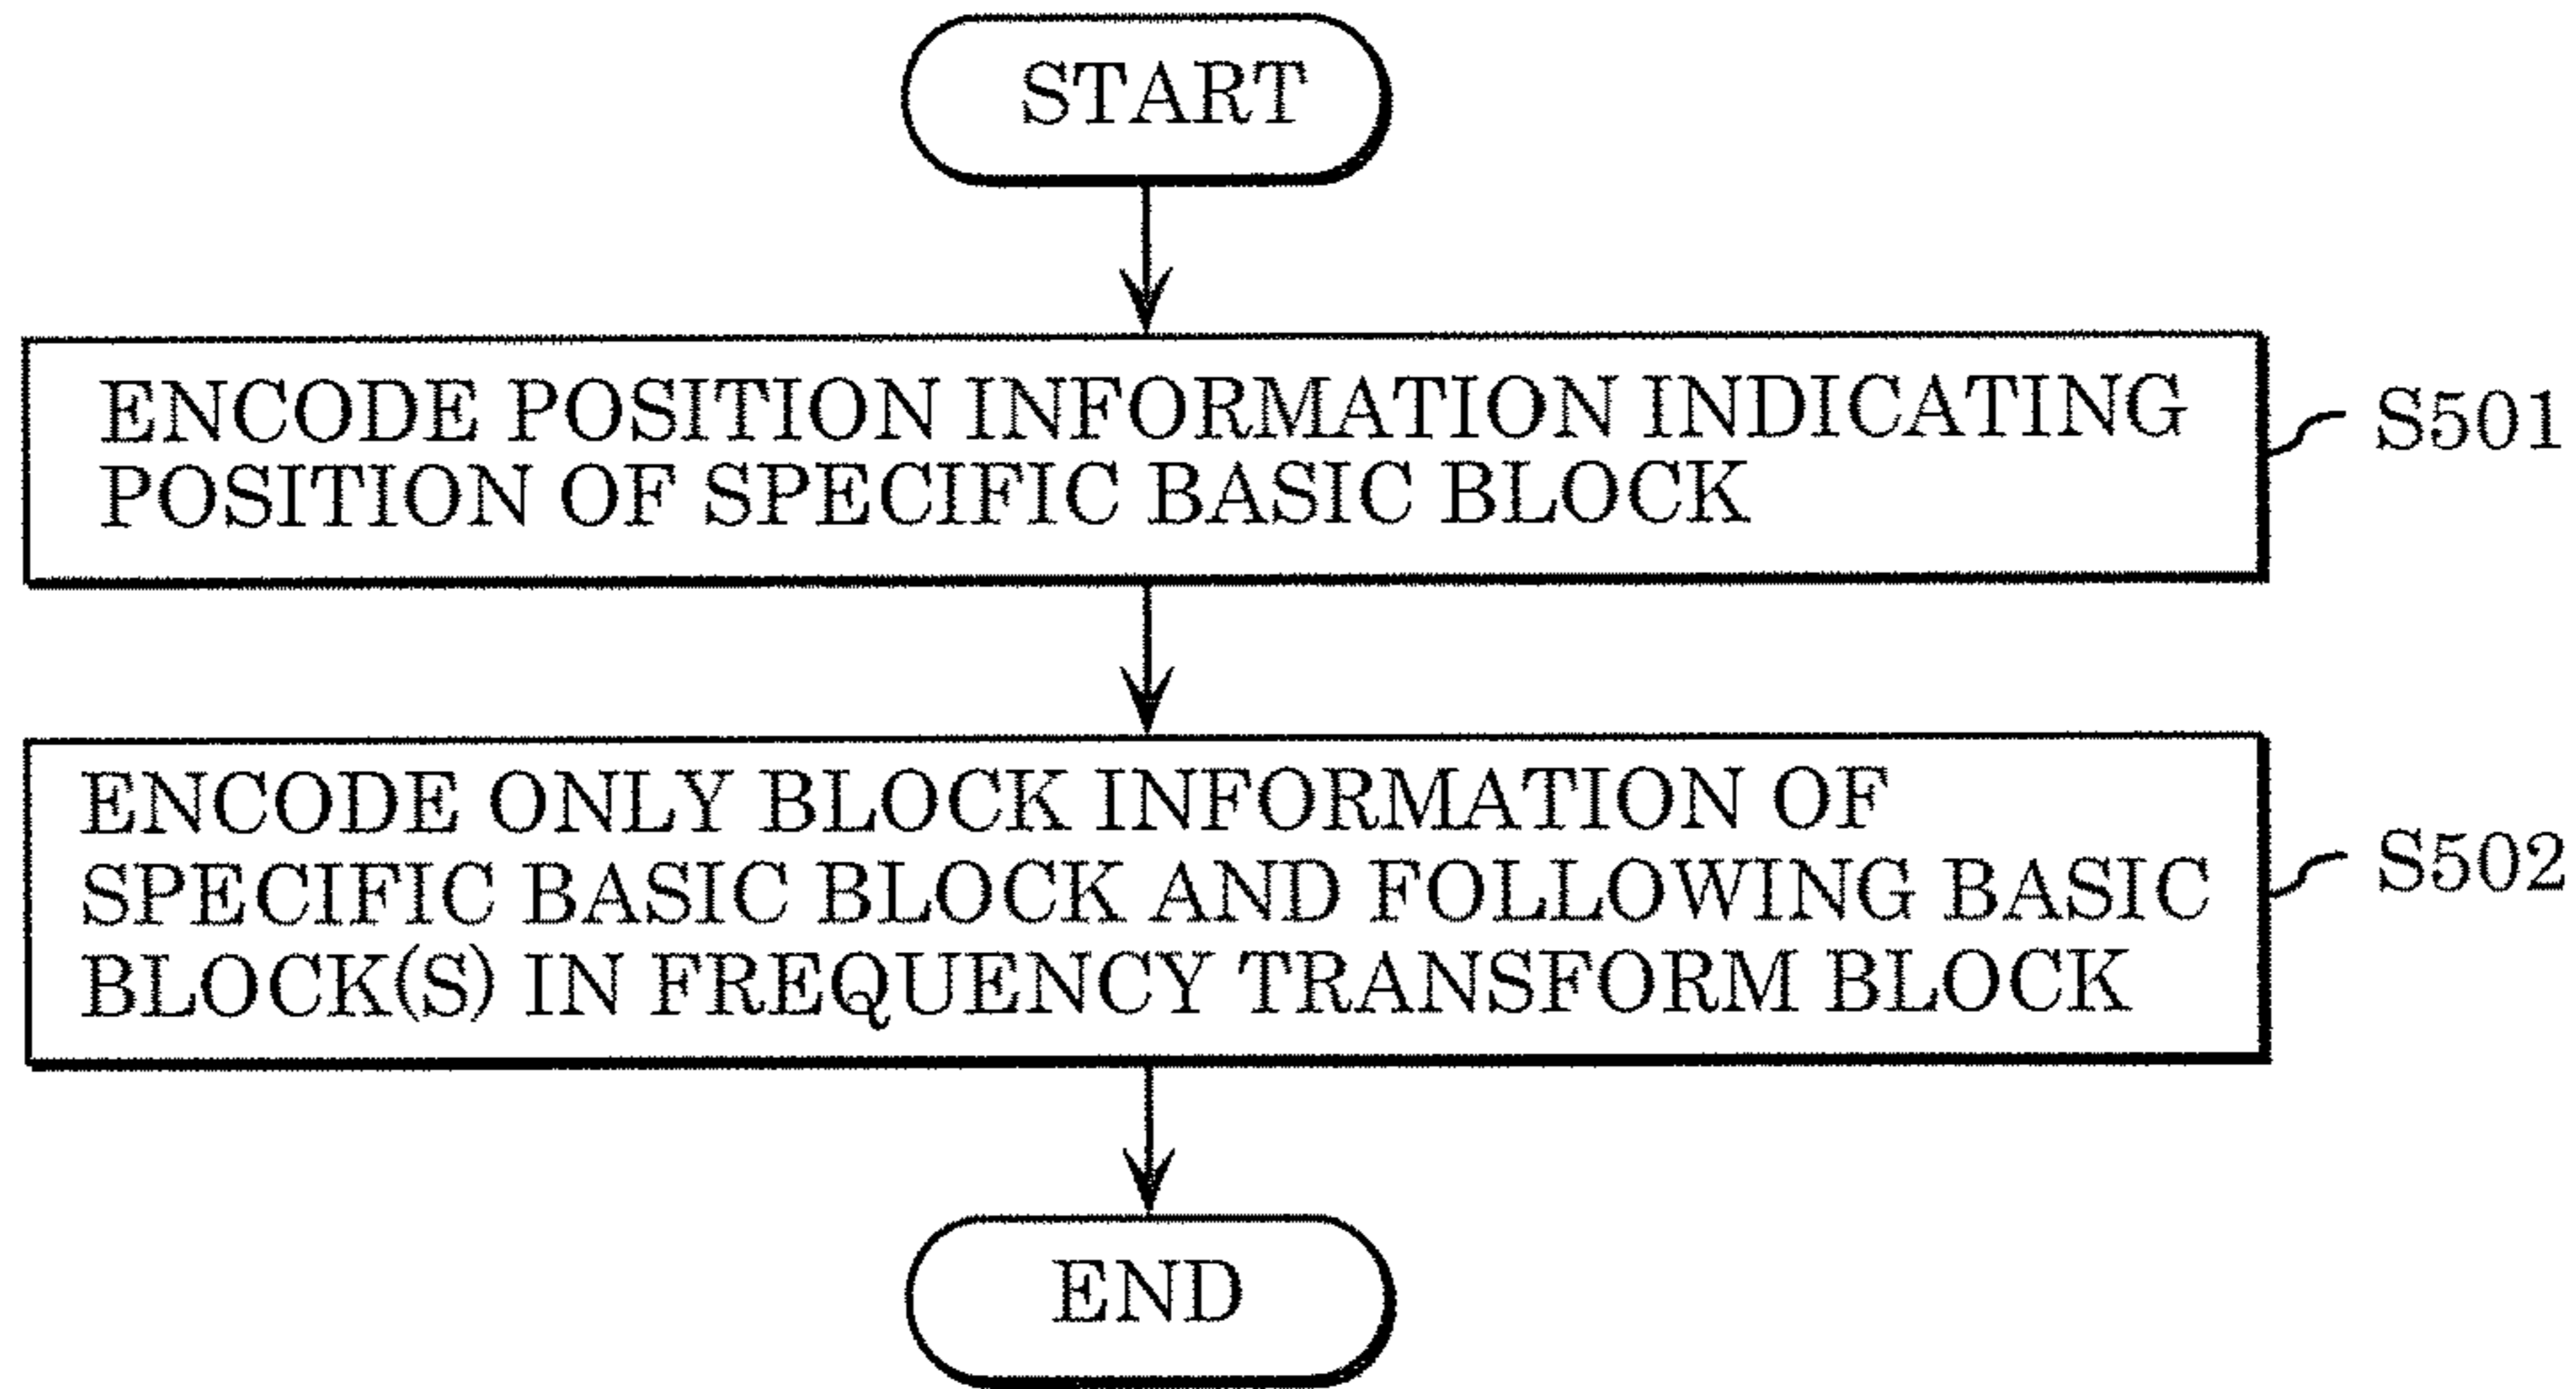 START
ENCODE POSITION INFORMATION INDICATING
POSITION OF SPECIFIC BASIC BLOCK
S501
ENCODE ONLY BLOCK INFORMATION OF
SPECIFIC BASIC BLOCK AND FOLLOWING BASIC
BLOCK(S) IN FREQUENCY TRANSFORM BLOCK
S502
END